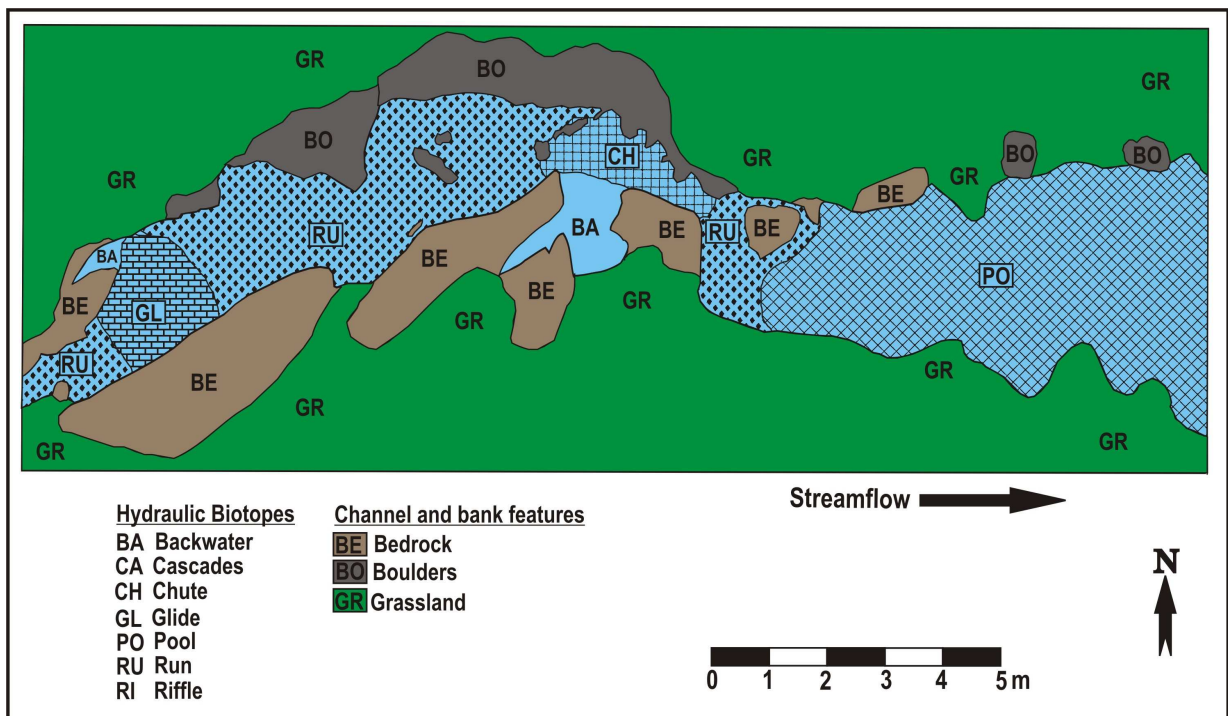 GR
BO
GR
BO
CH
BO
BO
GR
GR
GR
BE
RU
BA
RU
BE
BE
BA
BE
BE
PO
BE
GL
GR
GR
RU
GR
BE
GR
GR
GR
Streamflow
Hydraulic Biotopes
BA Backwater
CA Cascades
CH Chute
GL Glide
PO Pool
RU Run
RI Riffle
Channel and bank features
BE Bedrock
BO Boulders
GR Grassland
N
0 1 2 3 4 5 m